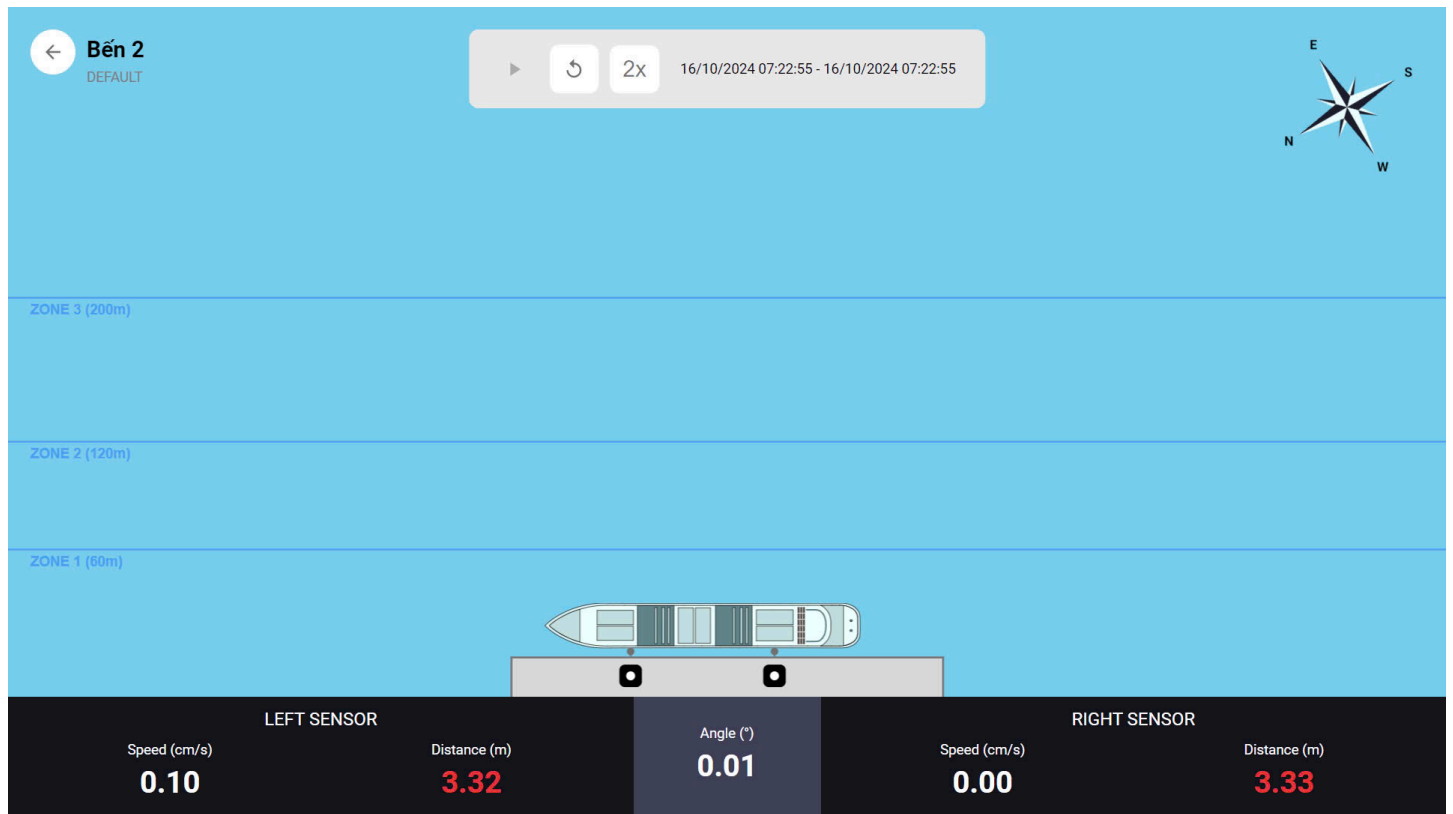 Bến 2
DEFAULT
2x
16/10/2024 07:22:55 - 16/10/2024 07:22:55
E
S
N
W
ZONE 3 (200m)
ZONE 2 (120m)
ZONE 1 (60m)
LEFT SENSOR
Speed (cm/s)
Distance (m)
0.10
3.32
Angle (°)
0.01
RIGHT SENSOR
Speed (cm/s)
Distance (m)
0.00
3.33